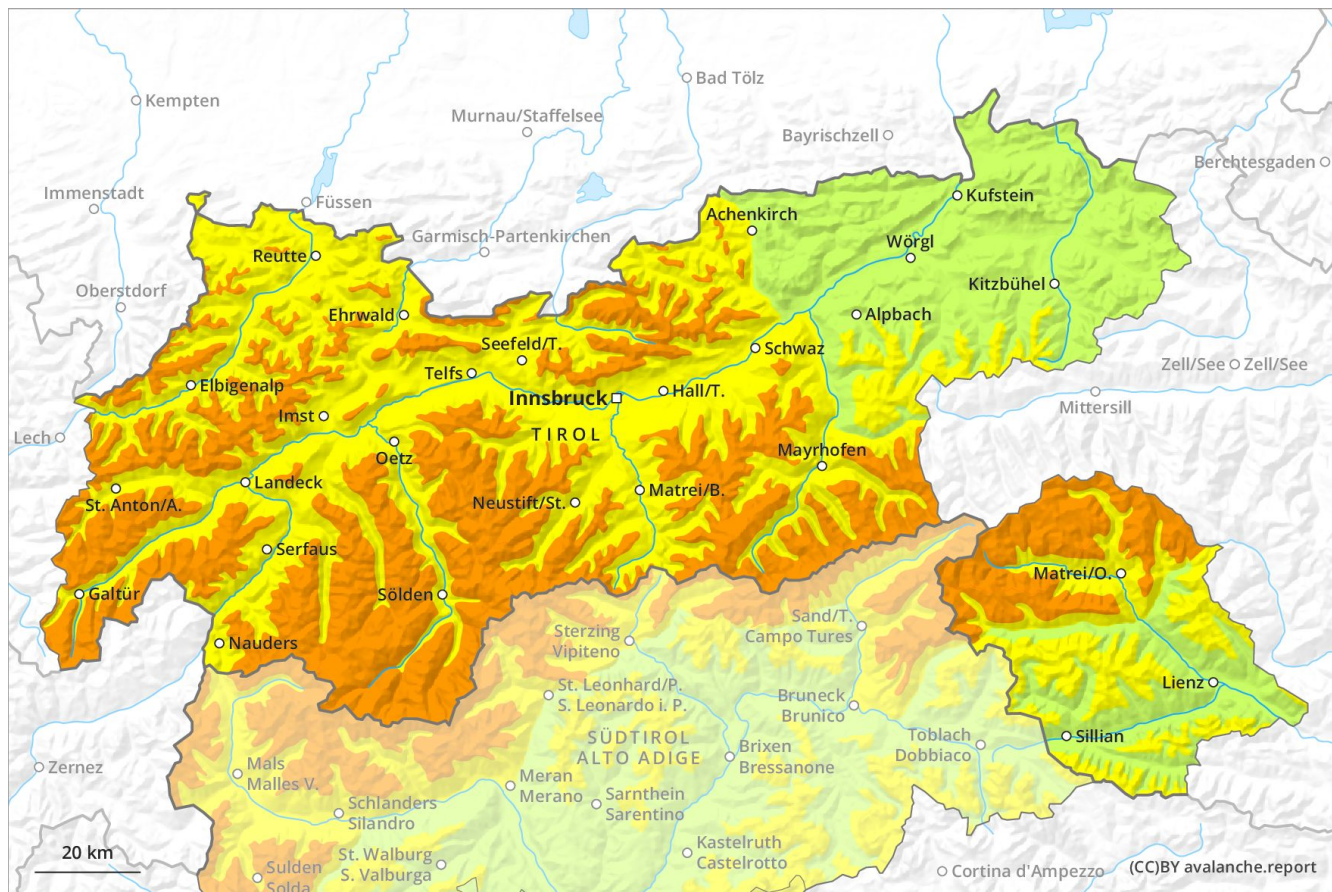 Bad Tölz
Kempten
Murnau/Staffelsee
Bayrischzell
Berchtesgaden
Immenstadt
Füssen
Kufstein
Achenkirch
Garmisch-Partenkirchen
Wörgl
Reutte
Kitzbühel
Oberstdorf
Ehrwald
Alpbach
Seefeld/T.
Schwaz
Zell/See
Zell/See
Telfs
Elbigenalp
Hall/T.
Innsbruck
Mittersill
Imst
Lech
TIROL
Mayrhofen
Oetz
Landeck
Matrei/B.
St. Anton/A.
Neustift/St.
Serfaus
Matrei/O.
Galtür
Sölden
Sand/T.
Campo Tures
Sterzing
Vipiteno
Nauders
Lienz
St. Leonhard/P.
S. Leonardo i. P.
Bruneck
Brunico
SÜDTIROL
ALTO ADIGE
Sillian
Toblach
Dobbiaco
Brixen
Bressanone
Zernez
Mals
Malles V.
Meran
Merano
Sarnthein
Sarentino
Schlanders
Silandro
20 km
St. Walburg
S. Valburga
Kastelruth
Castelrotto
Sulden
Solda
Cortina d'Ampezzo
(CC)BY avalanche.report